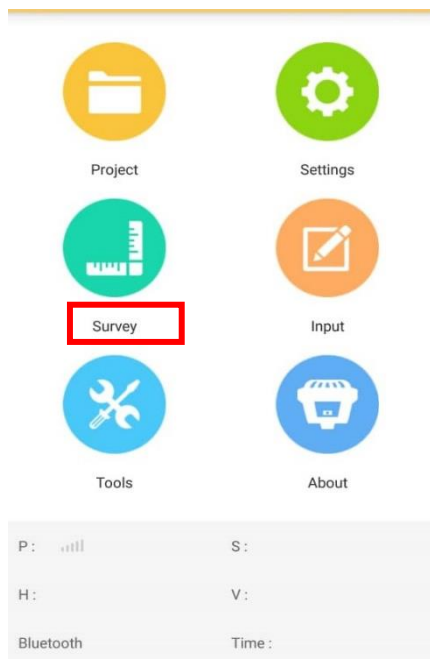 Project Settings
Survey Input
Tools About
P : S :
H : V :
Bluetooth Time :